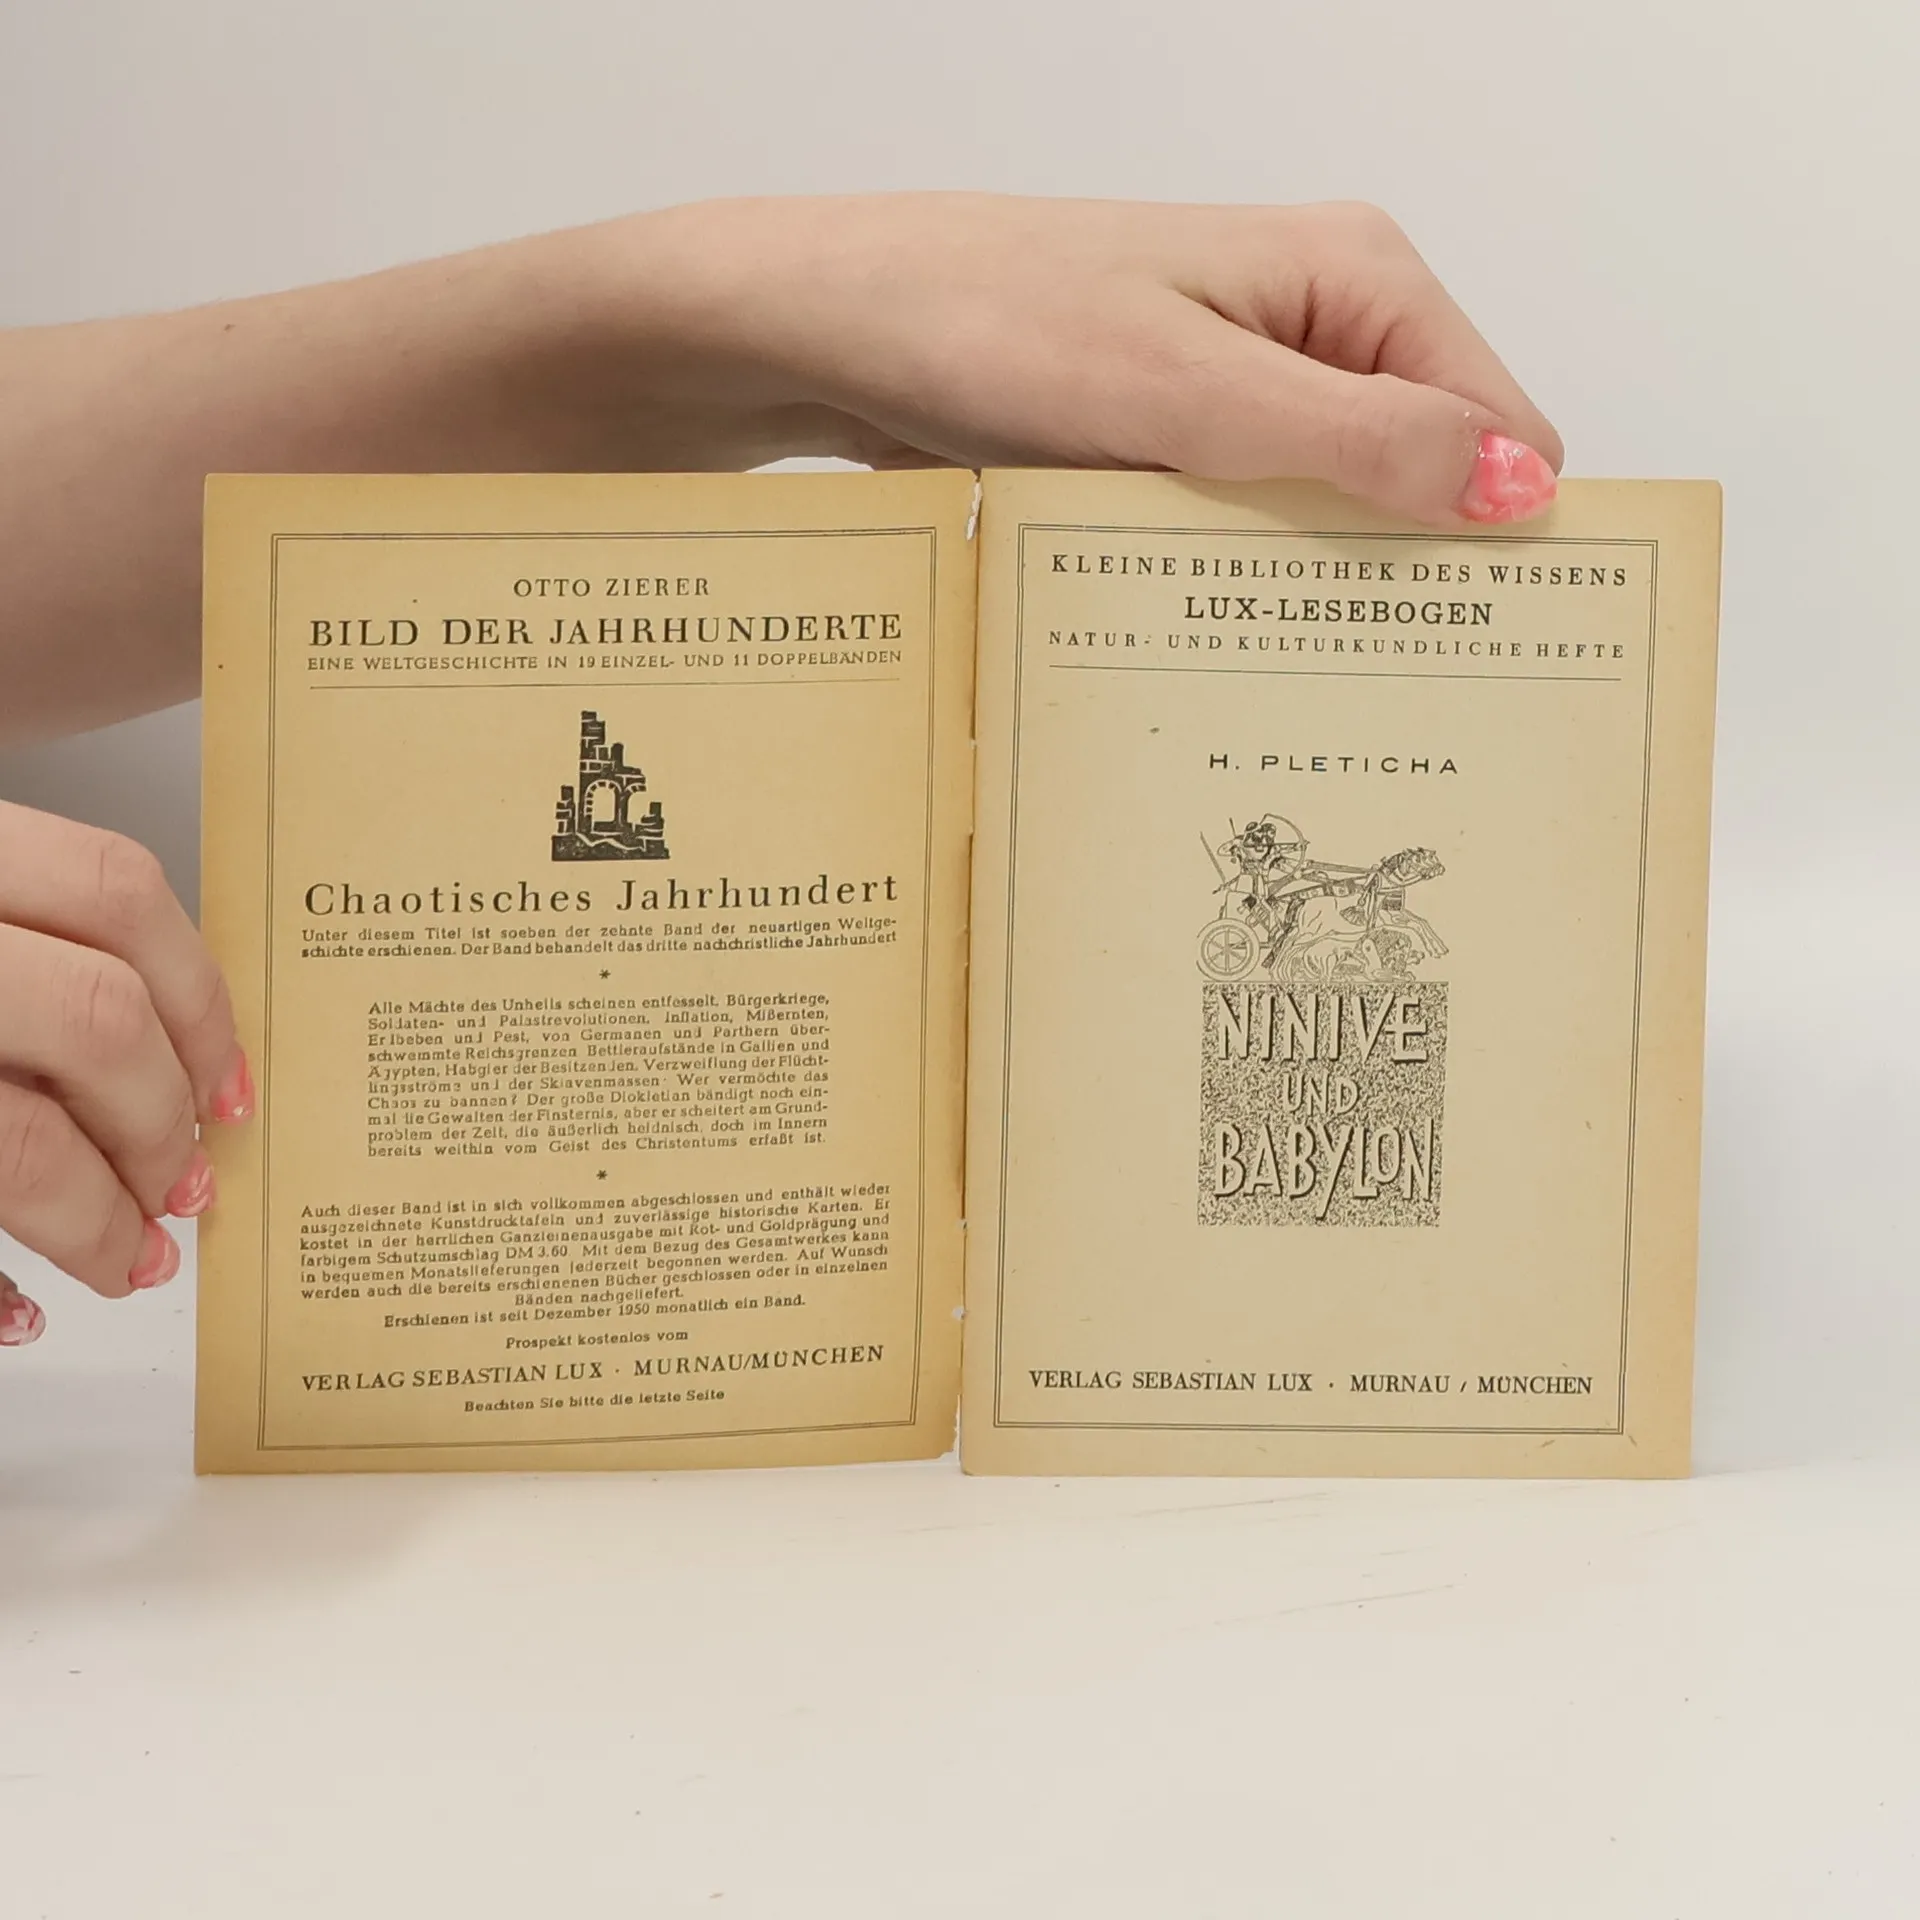 OTTO ZIERER
BILD DER JAHRHUNDERTE
EINE WELTGESCHICHTE IN 19 EINZEL- UND 11 DOPPELBÄNDEN
Chaotisches Jahrhundert
Unter diesem Titel ist soeben der zehnte Band der neuartigen Weltge-
schichte erschienen. Der Band behandelt das dritte nachchristliche Jahrhundert
*
Alle Mächte des Unheils scheinen entfesselt, Bürgerkriege,
Soldaten- und Palastrevolutionen, Inflation, Mißernten,
Erdbeben und Pest, von Germanen und Parthern über-
schwemmte Reichsgrenzen Bettleraufstände in Gallien und
Ägypten, Habgier der Besitzenden, Verzweiflung der Flücht-
lingsströme und der Sklavenmassen· Wer vermöchte das
Chaos zu bannen? Der große Diokletian bändigt noch ein-
mal die Gewalten der Finsternis, aber er scheitert am Grund-
problem der Zeit, die äußerlich heidnisch, doch im Innern
bereits weithin vom Geist des Christentums erfaßt ist.
*
Auch dieser Band ist in sich vollkommen abgeschlossen und enthält wieder
ausgezeichnete Kunstdrucktafeln und zuverlässige historische Karten. Er
kostet in der herrlichen Ganzleinenausgabe mit Rot- und Goldprägung und
farbigem Schutzumschlag DM 3.60. Mit dem Bezug des Gesamtwerkes kann
in bequemen Monatslieferungen jederzeit begonnen werden. Auf Wunsch
werden auch die bereits erschienenen Bücher geschlossen oder in einzelnen
Bänden nachgeliefert.
Erschienen ist seit Dezember 1950 monatlich ein Band.
Prospekt kostenlos vom
VERLAG SEBASTIAN LUX · MURNAU/MÜNCHEN
Beachten Sie bitte die letzte Seite
KLEINE BIBLIOTHEK DES WISSENS
LUX-LESEBOGEN
NATUR- UND KULTURKUNDLICHE HEFTE
H. PLETICHA
NINIVE
UND
BABYLON
VERLAG SEBASTIAN LUX · MURNAU / MÜNCHEN